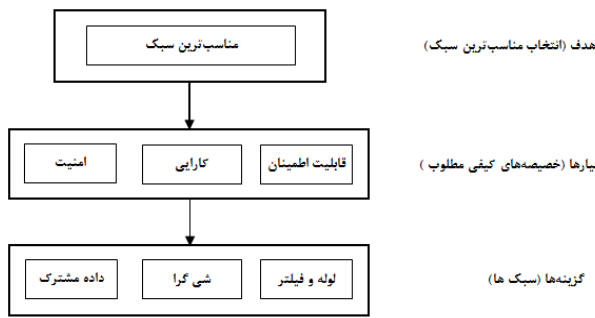 هدف (انتخاب مناسب‌ترین سبک)
مناسب‌ترین سبک
یارها (خصیصه‌های کیفی مطلوب )
قابلیت اطمینان
کارایی
امنیت
گزینه‌ها (سبک ها)
لوله و فیلتر
شی گرا
داده مشترک